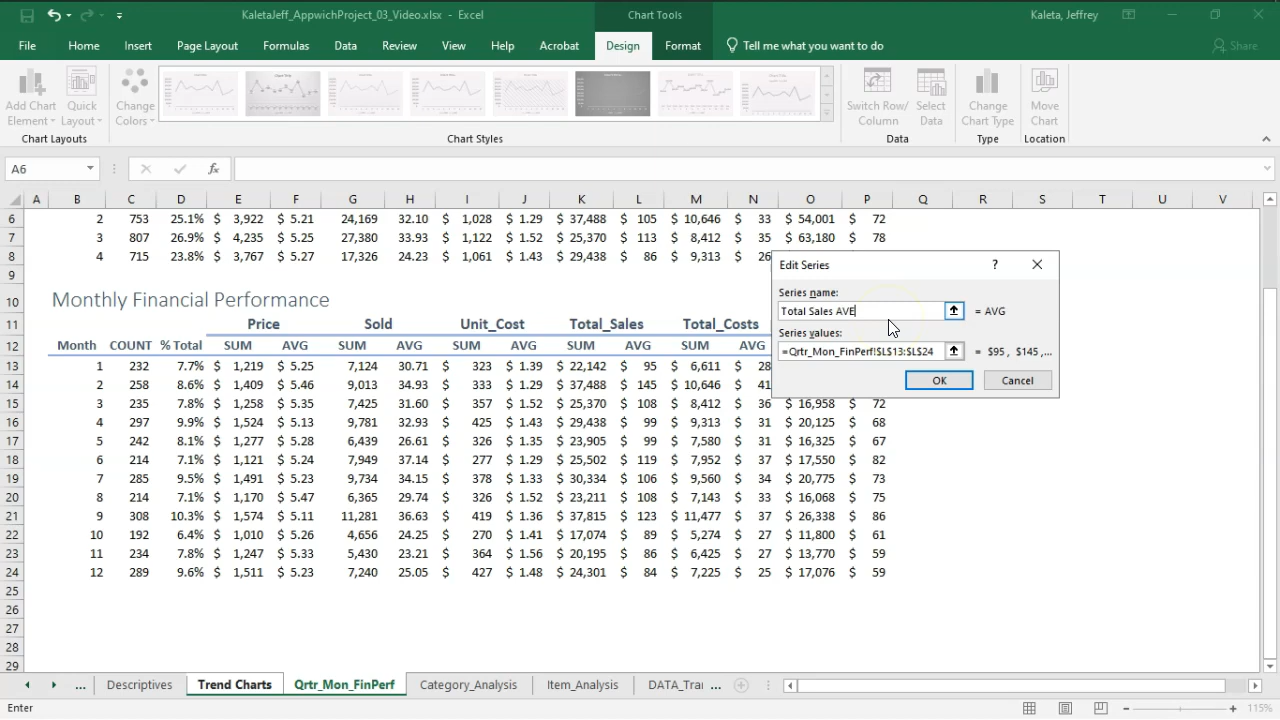 KaletaJeff_AppwichProject_03_Video.xlsx - Excel
Chart Tools
Kaleta, Jeffrey
File Home Insert Page Layout Formulas Data Review View Help Acrobat Design Format Tell me what you want to do Share
Add Chart Element
Quick Layout
Change Colors
Switch Row/ Column
Select Data
Change Chart Type
Move Chart
Chart Layouts Chart Styles Data Type Location
A6 fx
A B C D E F G H I J K L M N O P Q R S T U V
6 2 753 25.1% $ 3,922 $ 5.21 24,169 32.10 $ 1,028 $ 1.29 $ 37,488 $ 105 $ 10,646 $ 33 $ 54,001 $ 72
7 3 807 26.9% $ 4,235 $ 5.25 27,380 33.93 $ 1,122 $ 1.52 $ 25,370 $ 113 $ 8,412 $ 35 $ 63,180 $ 78
8 4 715 23.8% $ 3,767 $ 5.27 17,326 24.23 $ 1,061 $ 1.43 $ 29,438 $ 86 $ 9,313 $ 26
9
10 Monthly Financial Performance
11 Price Sold Unit_Cost Total_Sales Total_Costs
12 Month COUNT % Total SUM AVG SUM AVG SUM AVG SUM AVG SUM AVG
13 1 232 7.7% $ 1,219 $ 5.25 7,124 30.71 $ 323 $ 1.39 $ 22,142 $ 95 $ 6,611 $ 28
14 2 258 8.6% $ 1,409 $ 5.46 9,013 34.93 $ 333 $ 1.29 $ 37,488 $ 145 $ 10,646 $ 41
15 3 235 7.8% $ 1,258 $ 5.35 7,425 31.60 $ 357 $ 1.52 $ 25,370 $ 108 $ 8,412 $ 36 $ 16,958 $ 72
16 4 297 9.9% $ 1,524 $ 5.13 9,781 32.93 $ 425 $ 1.43 $ 29,438 $ 99 $ 9,313 $ 31 $ 20,125 $ 68
17 5 242 8.1% $ 1,277 $ 5.28 6,439 26.61 $ 326 $ 1.35 $ 23,905 $ 99 $ 7,580 $ 31 $ 16,325 $ 67
18 6 214 7.1% $ 1,121 $ 5.24 7,949 37.14 $ 277 $ 1.29 $ 25,502 $ 119 $ 7,952 $ 37 $ 17,550 $ 82
19 7 285 9.5% $ 1,491 $ 5.23 9,734 34.15 $ 378 $ 1.33 $ 30,334 $ 106 $ 9,560 $ 34 $ 20,775 $ 73
20 8 214 7.1% $ 1,170 $ 5.47 6,365 29.74 $ 326 $ 1.52 $ 23,211 $ 108 $ 7,143 $ 33 $ 16,068 $ 75
21 9 308 10.3% $ 1,574 $ 5.11 11,281 36.63 $ 419 $ 1.36 $ 37,815 $ 123 $ 11,477 $ 37 $ 26,338 $ 86
22 10 192 6.4% $ 1,010 $ 5.26 4,656 24.25 $ 270 $ 1.41 $ 17,074 $ 89 $ 5,274 $ 27 $ 11,800 $ 61
23 11 234 7.8% $ 1,247 $ 5.33 5,430 23.21 $ 364 $ 1.56 $ 20,195 $ 86 $ 6,425 $ 27 $ 13,770 $ 59
24 12 289 9.6% $ 1,511 $ 5.23 7,240 25.05 $ 427 $ 1.48 $ 24,301 $ 84 $ 7,225 $ 25 $ 17,076 $ 59
25
26
27
28
29
Edit Series ?
Series name:
Total Sales AVE = AVG
Series values:
=Qrtr_Mon_FinPerf!$L$13:$L$24 = $95 , $145 ,...
OK Cancel
... Descriptives Trend Charts Qrtr_Mon_FinPerf Category_Analysis Item_Analysis DATA_Trai ...
Enter 115%